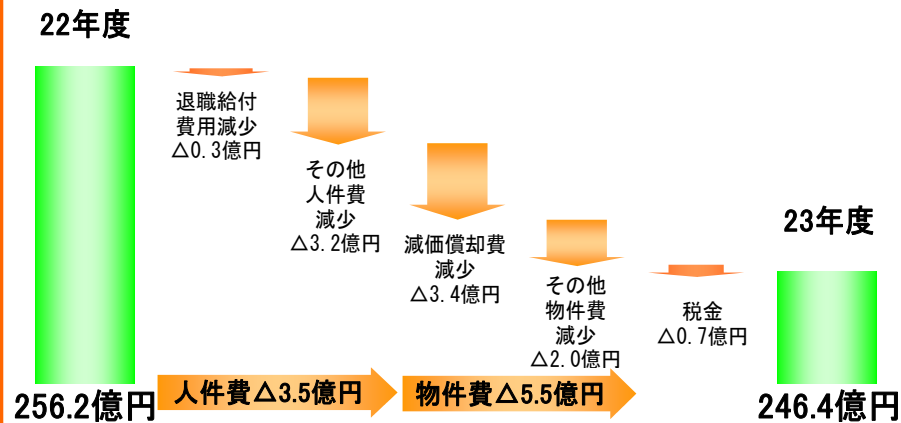 22年度
退職給付
費用減少
△0.3億円
その他
人件費
減少
△3.2億円
減価償却費
減少
△3.4億円
その他
物件費
減少
△2.0億円
税金
△0.7億円
23年度
256.2億円
人件費△3.5億円
物件費△5.5億円
246.4億円